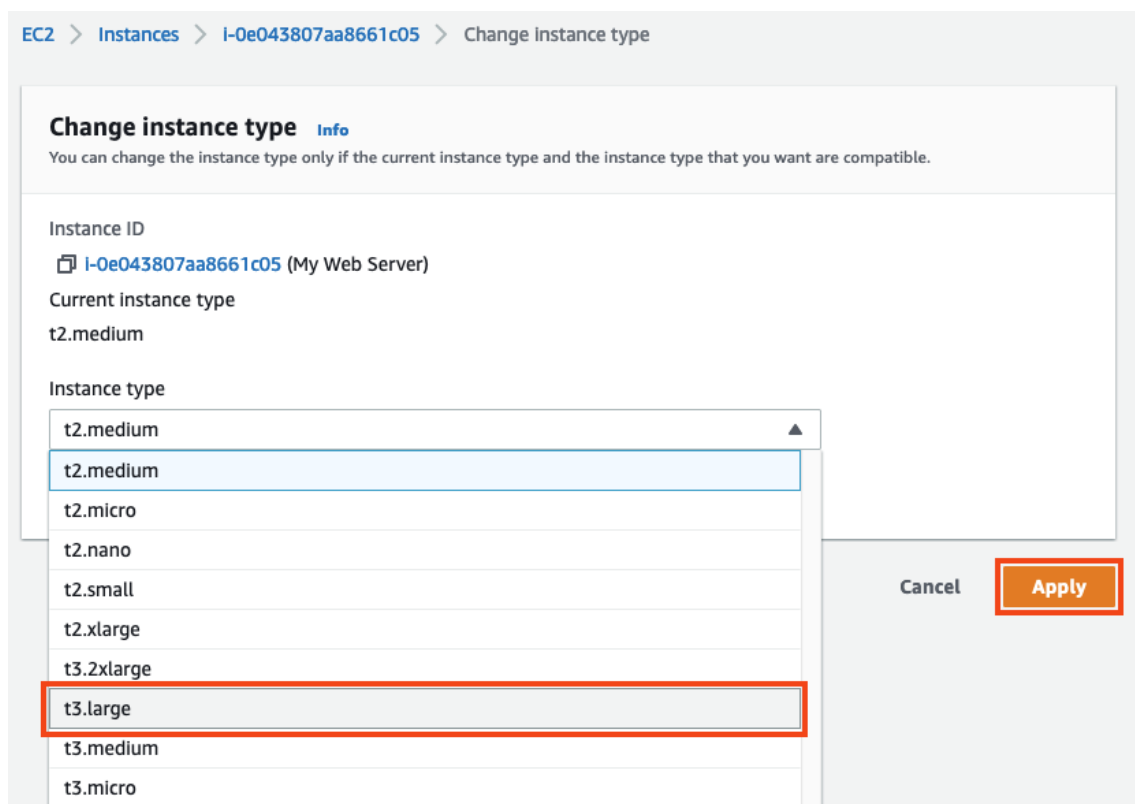 EC2 > Instances > i-0e043807aa8661c05 > Change instance type
Change instance type Info
You can change the instance type only if the current instance type and the instance type that you want are compatible.
Instance ID
i-0e043807aa8661c05 (My Web Server)
Current instance type
t2.medium
Instance type
t2.medium
t2.medium
t2.micro
t2.nano
t2.small
t2.xlarge
t3.2xlarge
t3.large
t3.medium
t3.micro
Cancel Apply